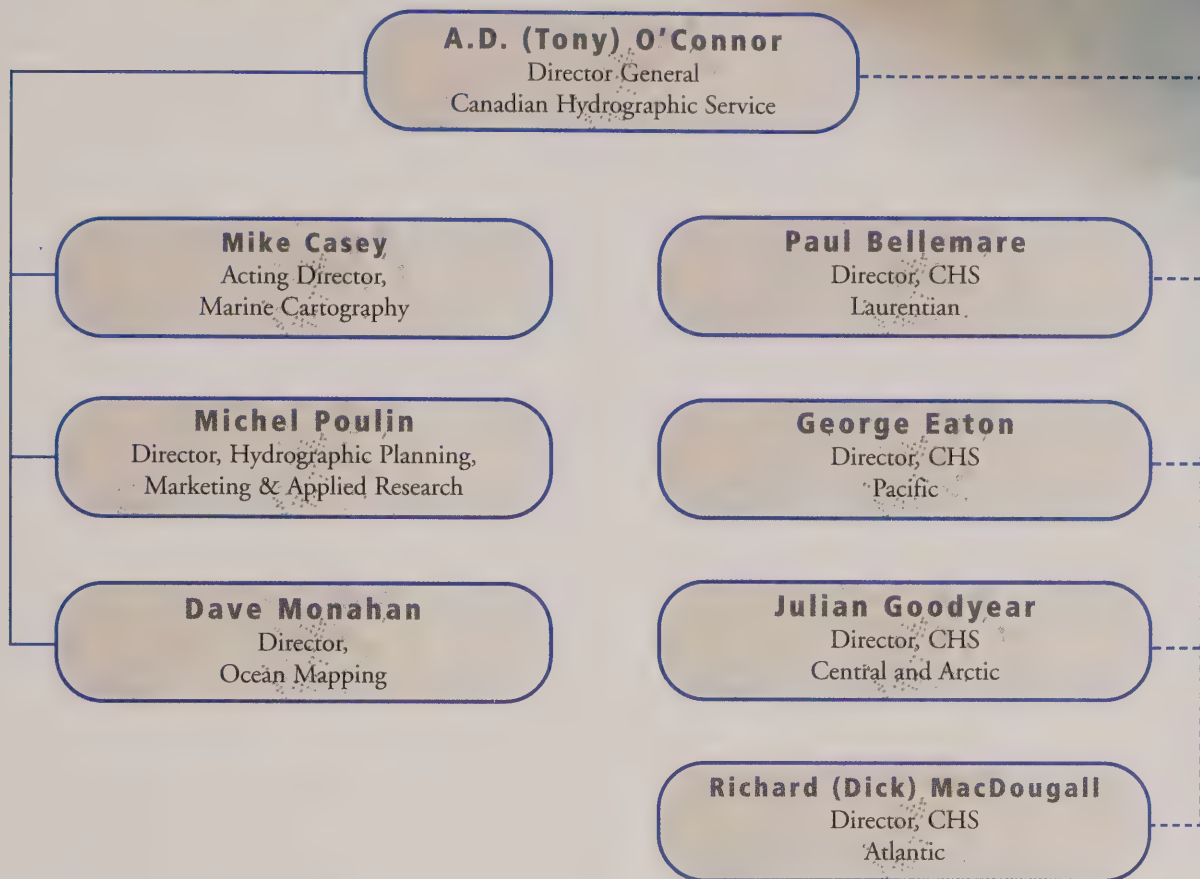 A.D. (Tony) O'Connor
Director General
Canadian Hydrographic Service
Mike Casey
Acting Director,
Marine Cartography
Michel Poulin
Director, Hydrographic Planning,
Marketing & Applied Research
Dave Monahan
Director,
Ocean Mapping
Paul Bellemare
Director, CHS
Laurentian
George Eaton
Director, CHS
Pacific
Julian Goodyear
Director, CHS
Central and Arctic
Richard (Dick) MacDougall
Director, CHS
Atlantic